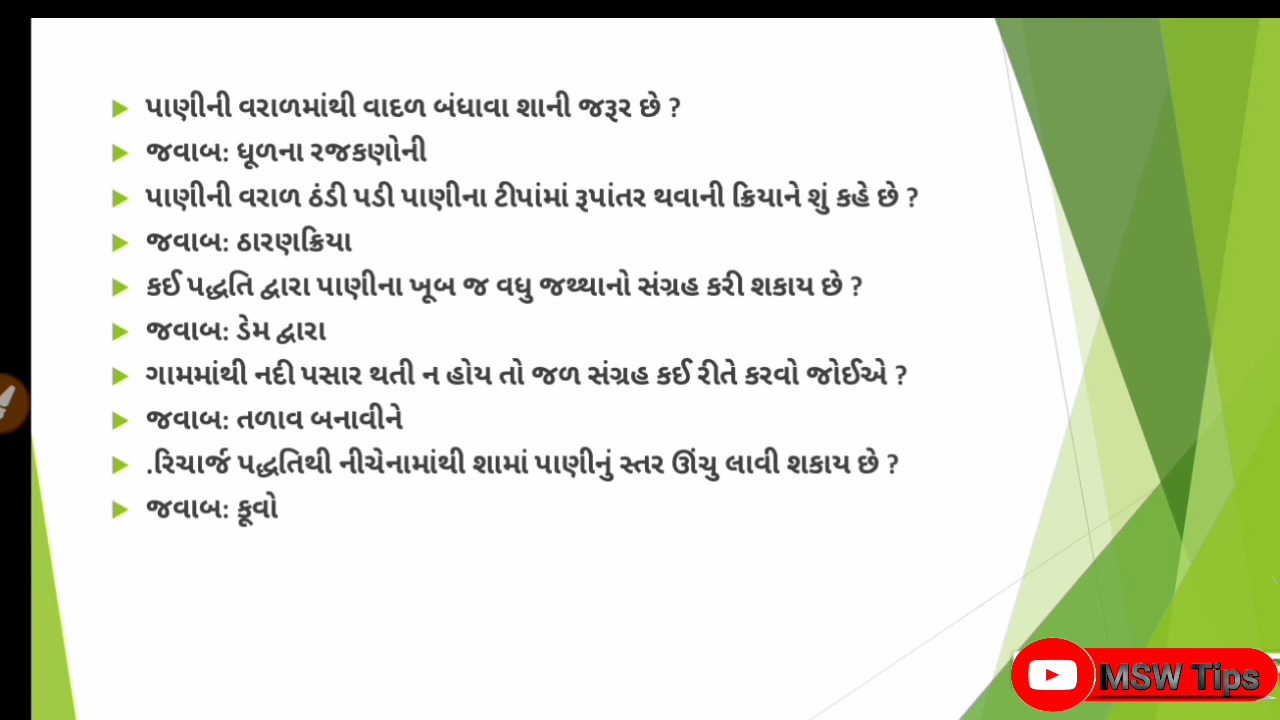 પાણીની વરાળમાંથી વાદળ બંધાવા શાની જરૂર છે ?
જવાબ: ધૂળના રજકણોની
પાણીની વરાળ ઠંડી પડી પાણીના ટીપાંમાં રૂપાંતર થવાની ક્રિયાને શું કહે છે ?
જવાબ: ઠારણક્રિયા
કઈ પદ્ધતિ દ્વારા પાણીના ખૂબ જ વધુ જથ્થાનો સંગ્રહ કરી શકાય છે ?
જવાબ: ડેમ દ્વારા
ગામમાંથી નદી પસાર થતી ન હોય તો જળ સંગ્રહ કઈ રીતે કરવો જોઈએ ?
જવાબ: તળાવ બનાવીને
.રિચાર્જ પદ્ધતિથી નીચેનામાંથી શામાં પાણીનું સ્તર ઊંચુ લાવી શકાય છે ?
જવાબ: કૂવો
MSW Tips